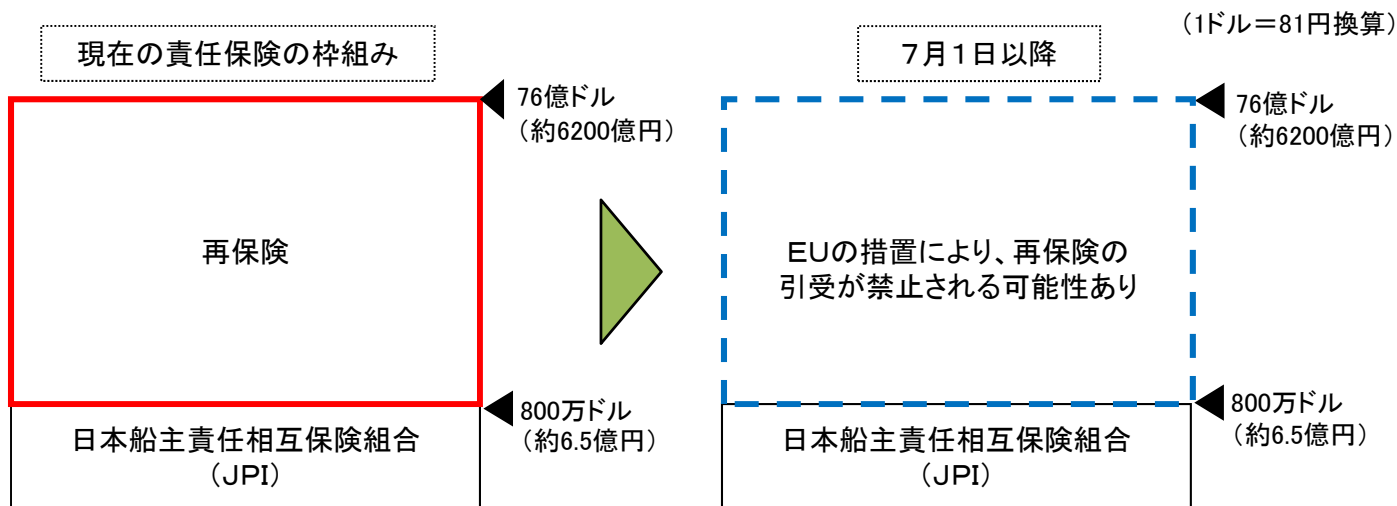 （1ドル＝81円換算）
現在の責任保険の枠組み
76億ドル
（約6200億円）
再保険
800万ドル
（約6.5億円）
日本船主責任相互保険組合
（JPI）
７月１日以降
76億ドル
（約6200億円）
ＥＵの措置により、再保険の
引受が禁止される可能性あり
800万ドル
（約6.5億円）
日本船主責任相互保険組合
（JPI）